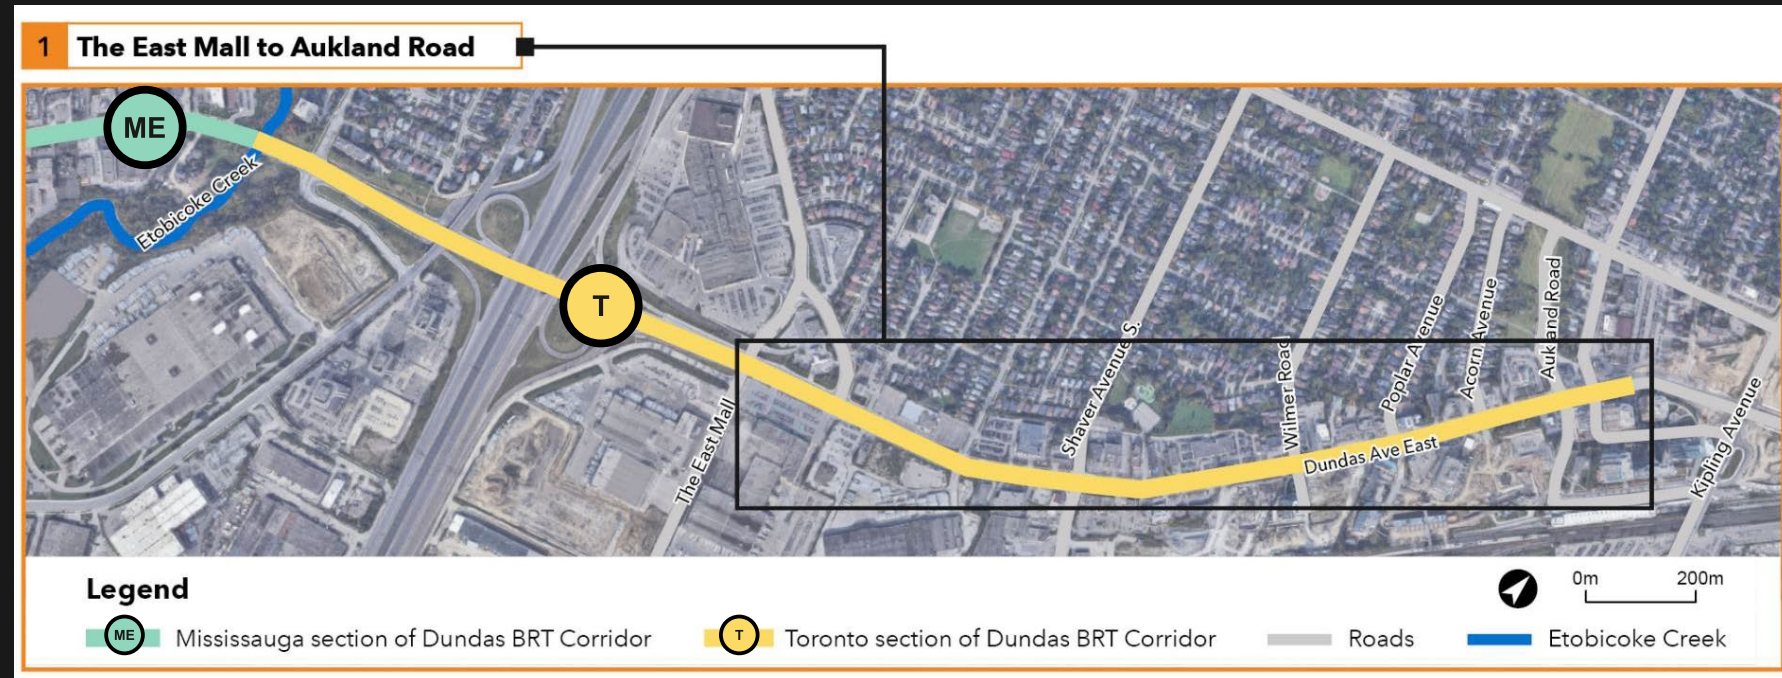 1 The East Mall to Aukland Road
ME
Etobicoke Creek
T
The East Mall
Shaver Avenue S.
Wilmer Road
Poplar Avenue
Acorn Avenue
Aukland Road
Dundas Ave East
Kipling Avenue
Legend
0m 200m
ME Mississauga section of Dundas BRT Corridor T Toronto section of Dundas BRT Corridor Roads Etobicoke Creek